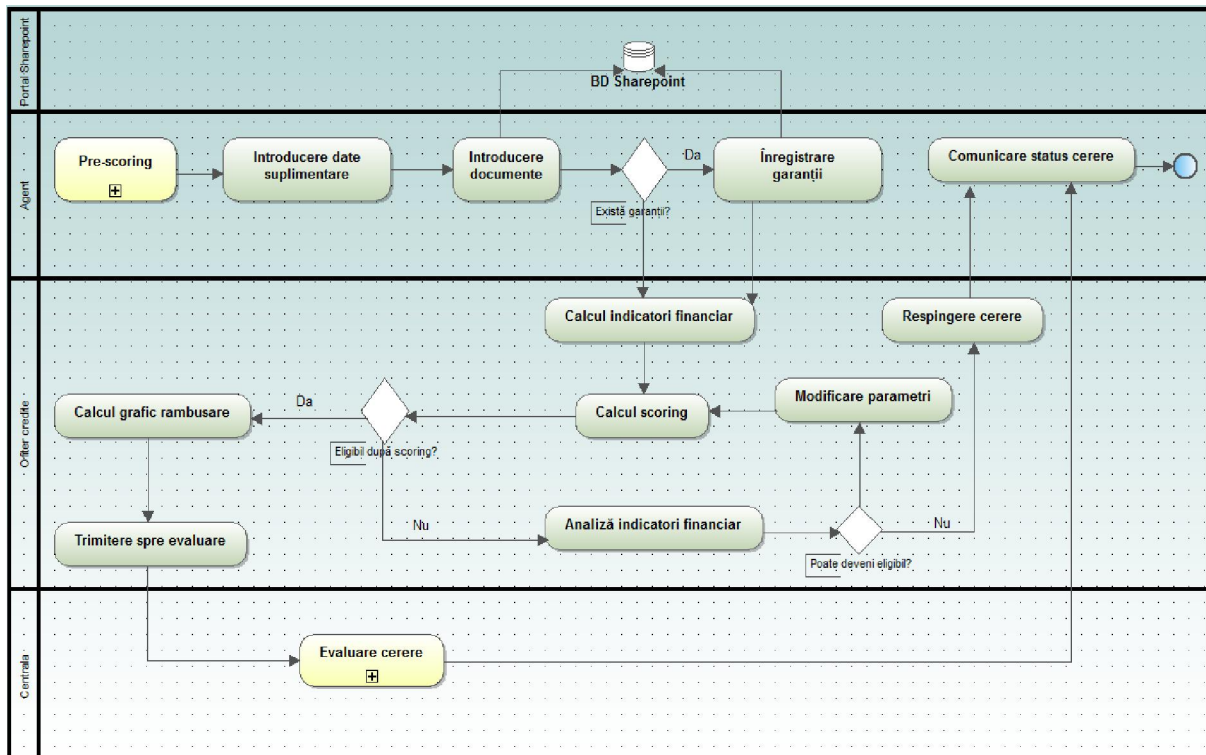 Portal Sharepoint
BD Sharepoint
Agent
Pre-scoring
Introducere date
suplimentare
Introducere
documente
Există garanții?
Da
Înregistrare
garanții
Comunicare status cerere
Ofiter credite
Calcul indicatori financiar
Respingere cerere
Calcul grafic rambusare
Da
Eligibil după scoring?
Calcul scoring
Modificare parametri
Nu
Analiză indicatori financiar
Nu
Poate deveni eligibil?
Trimitere spre evaluare
Centrala
Evaluare cerere